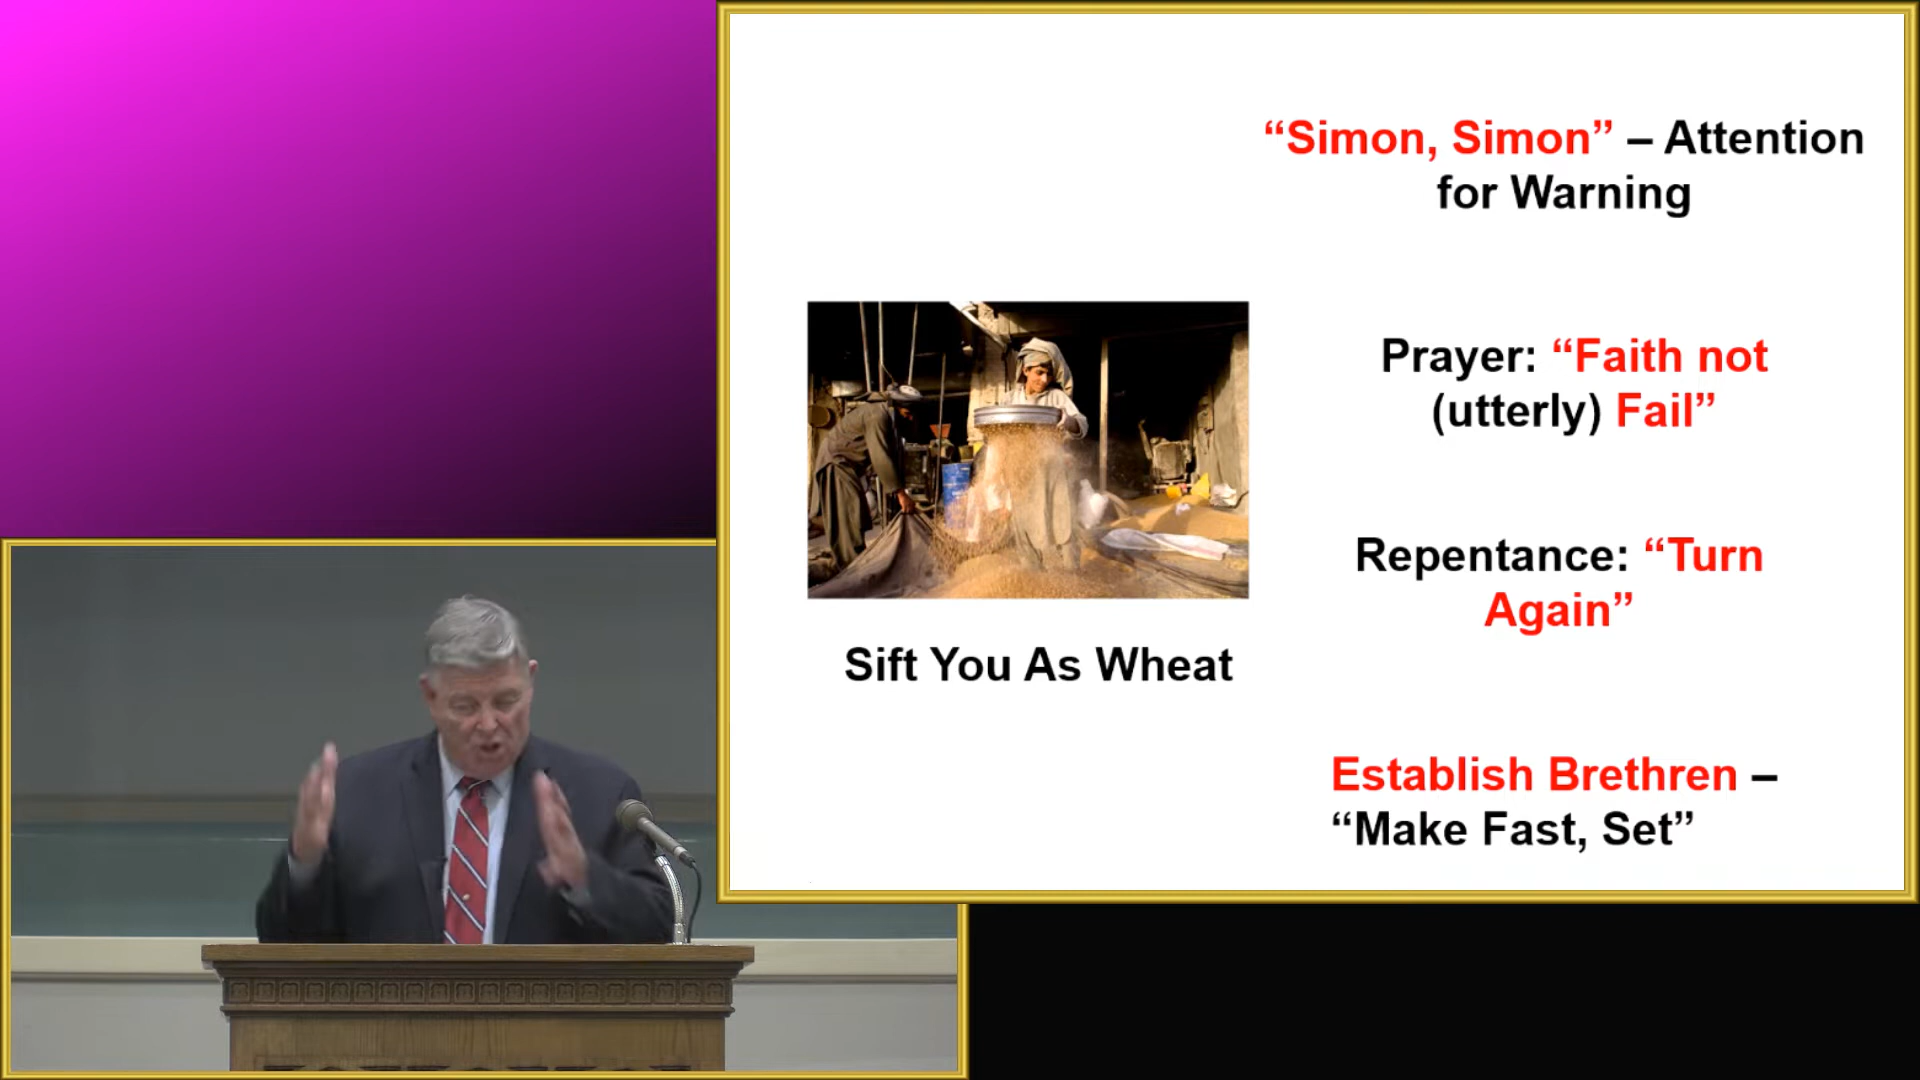 “Simon, Simon” – Attention
for Warning
Prayer: “Faith not
(utterly) Fail”
Repentance: “Turn
Again”
Sift You As Wheat
Establish Brethren –
“Make Fast, Set”